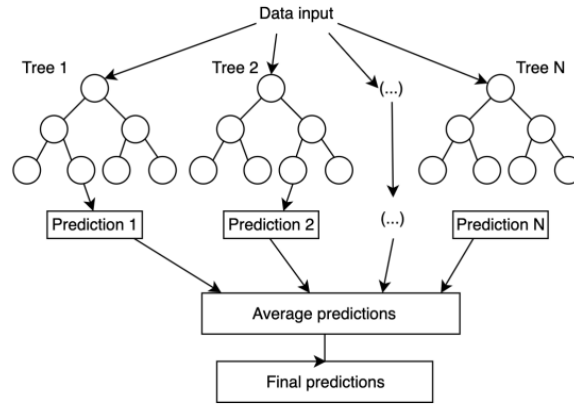 Data input
Tree 1
Tree 2
(...)
Tree N
Prediction 1
Prediction 2
(...)
Prediction N
Average predictions
Final predictions